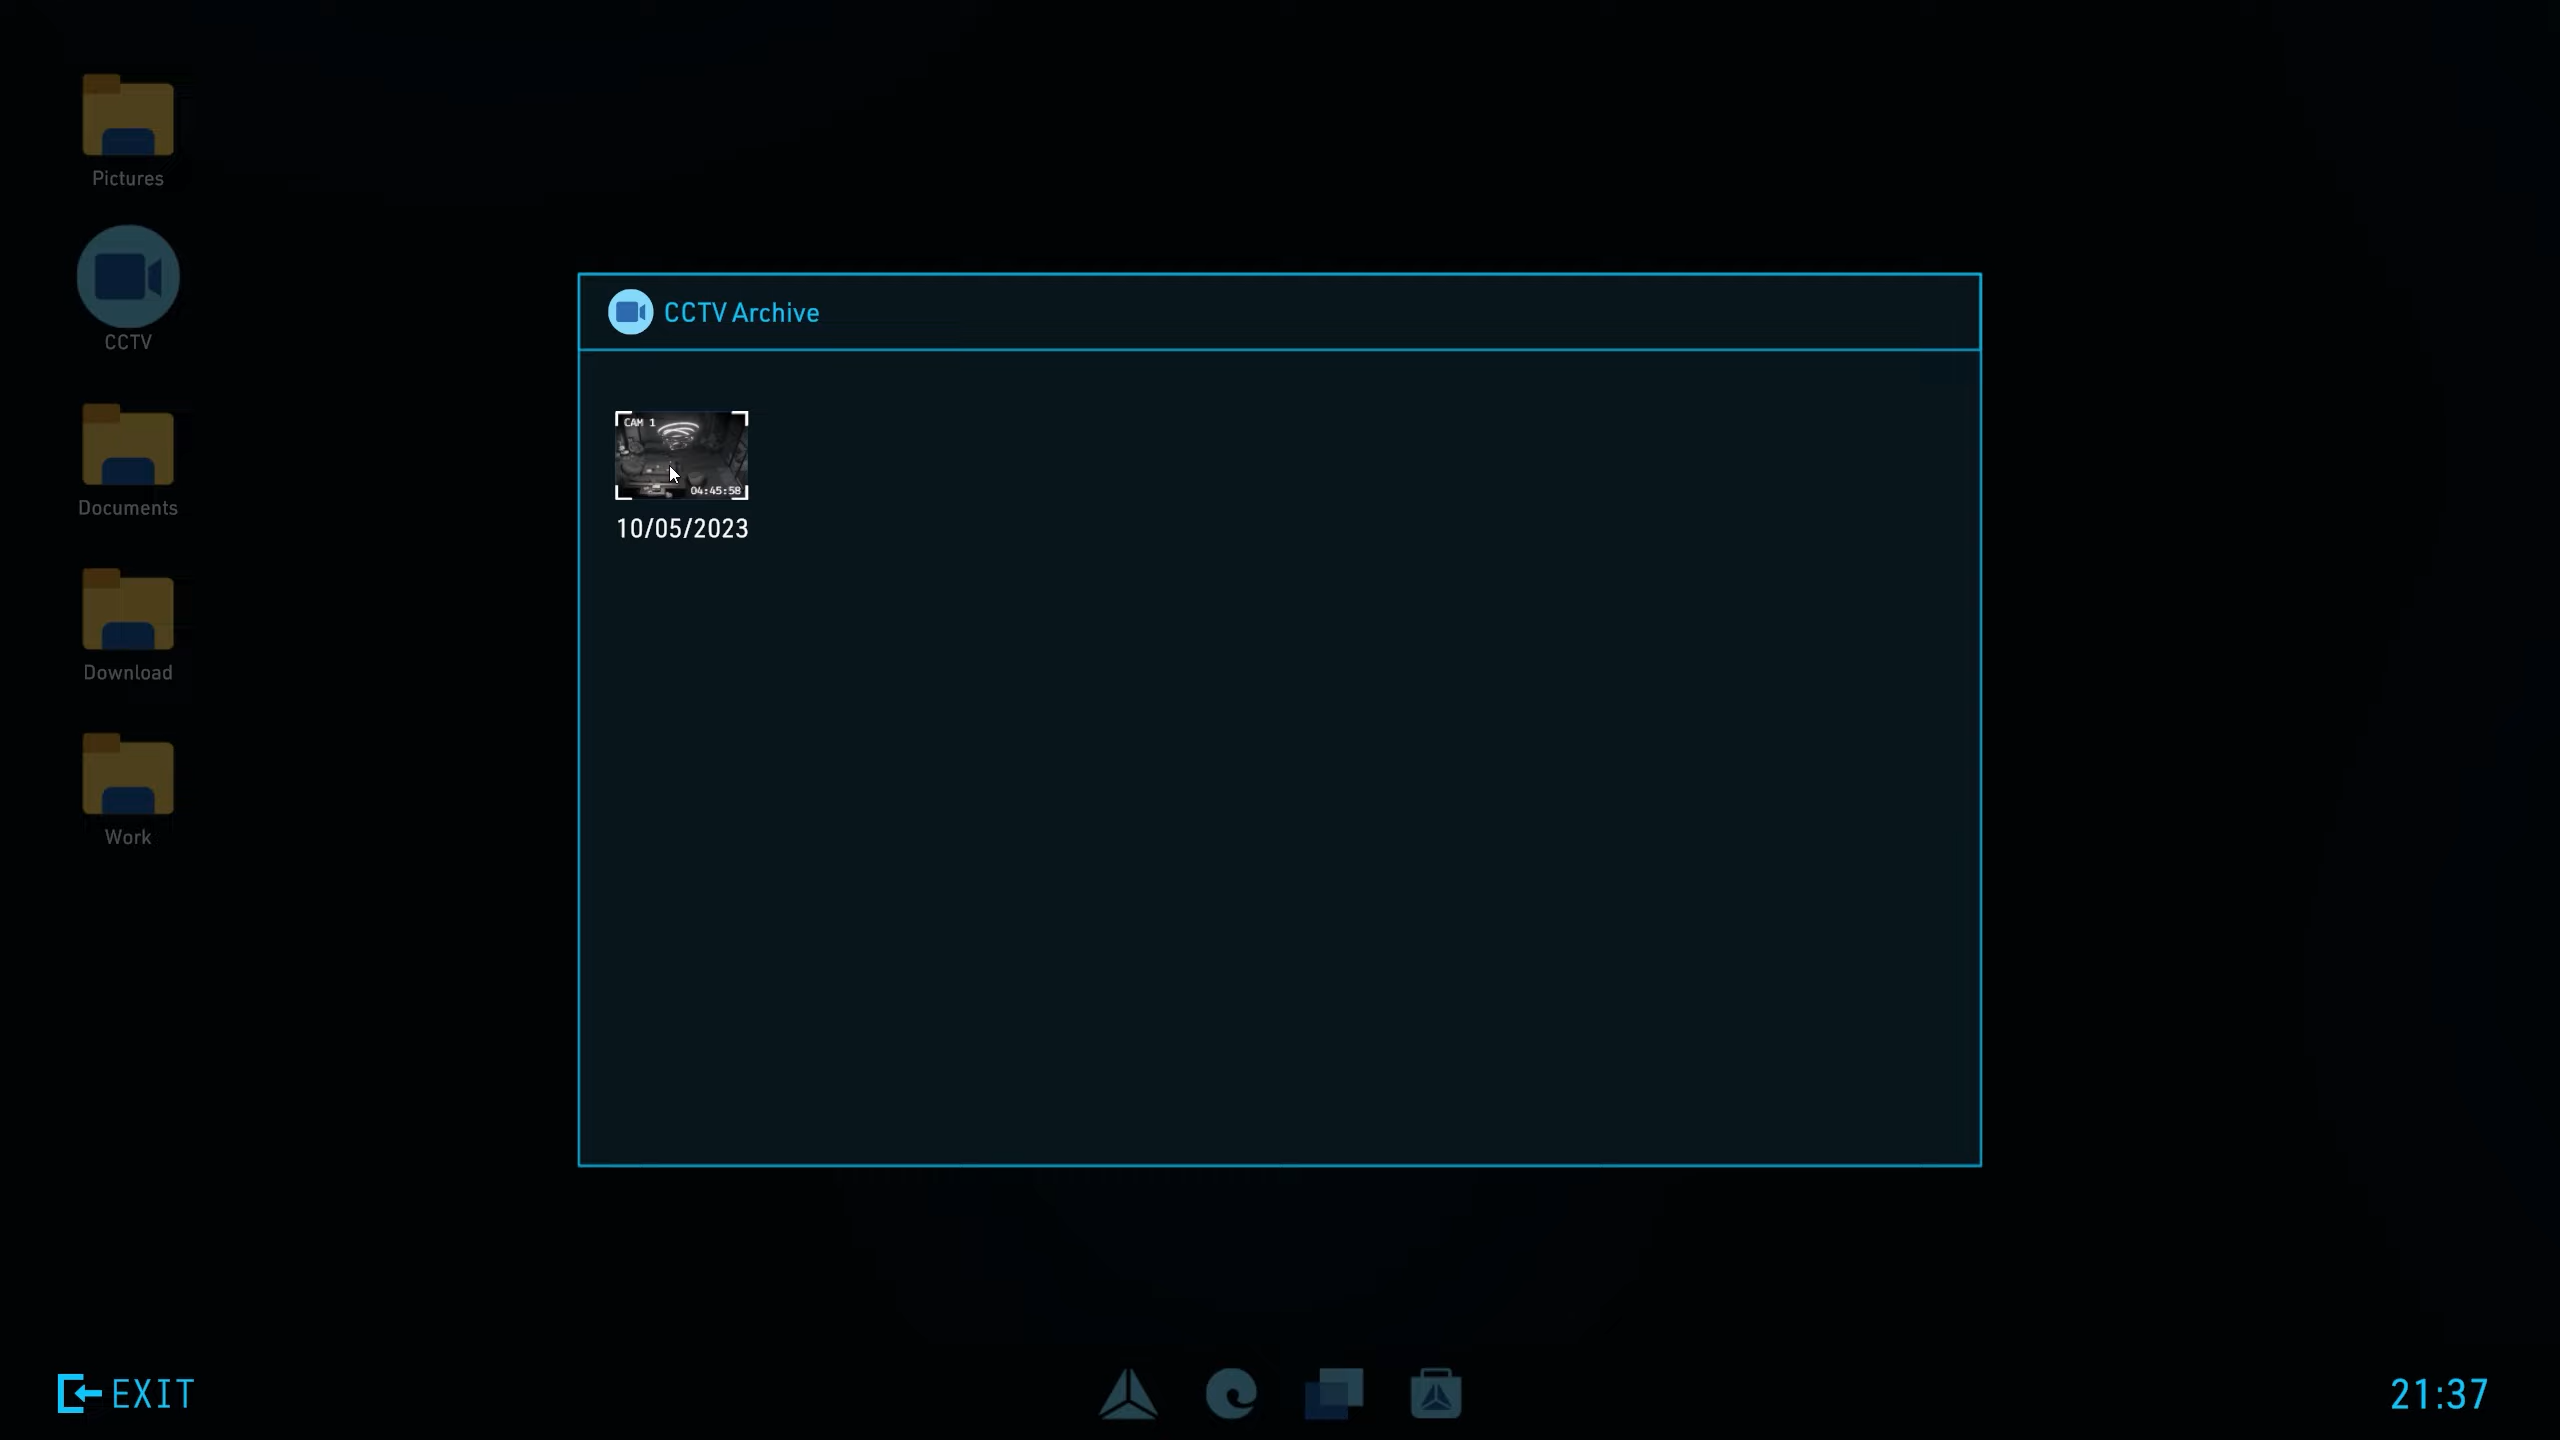 Pictures
CCTV
Documents
Download
Work
CCTV Archive
CAM 1
04:45:58
10/05/2023
EXIT
21:37